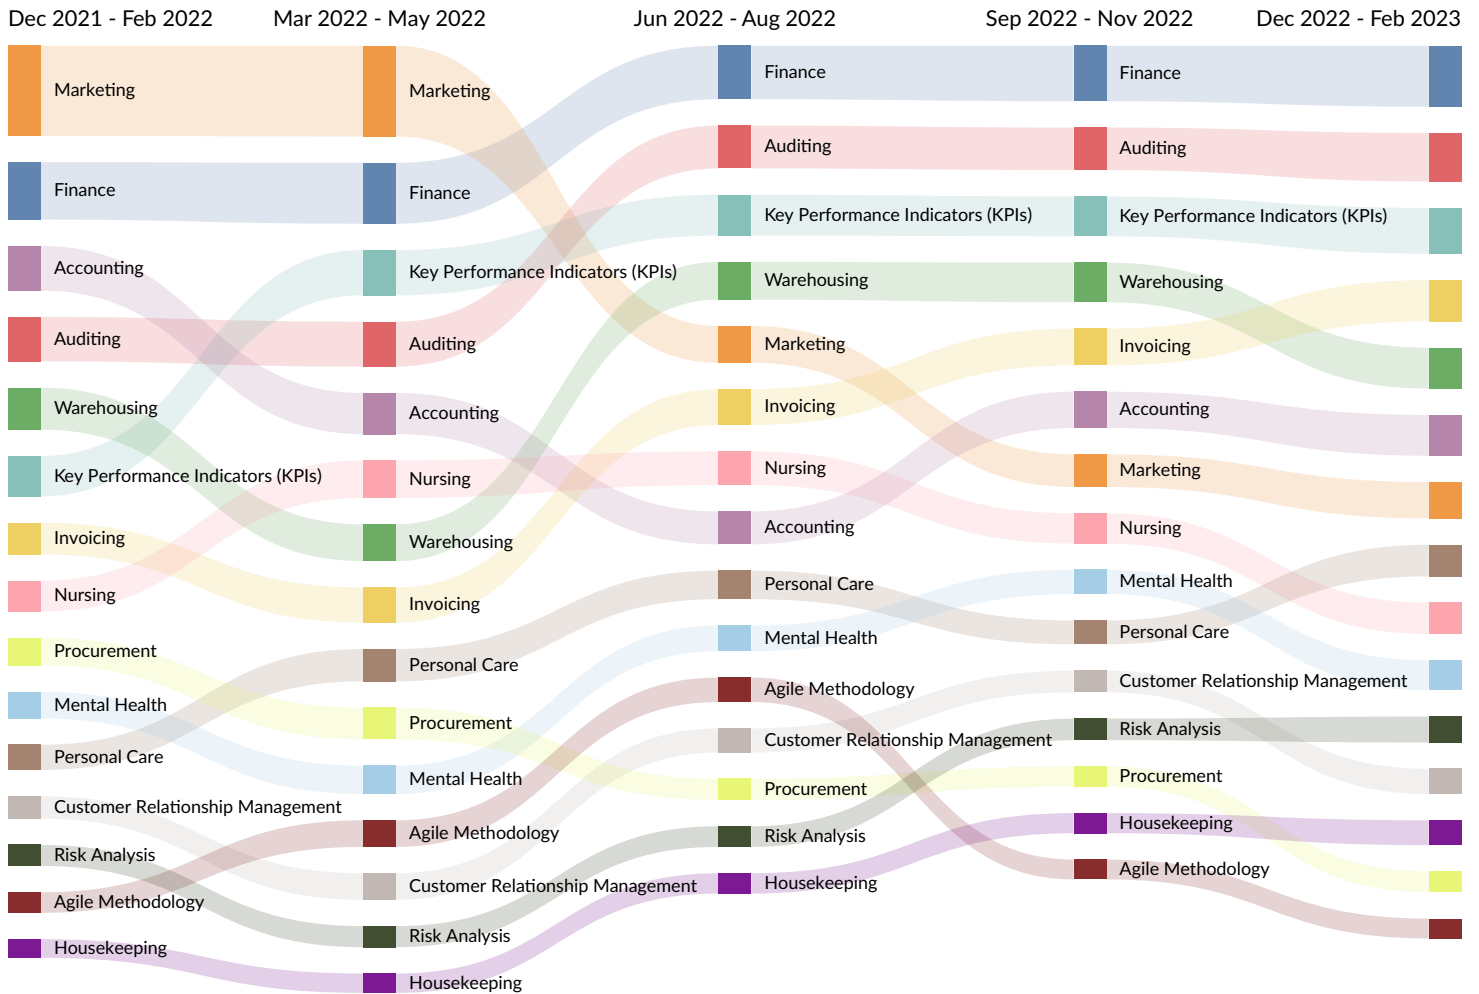 Dec 2021 - Feb 2022
Mar 2022 - May 2022
Jun 2022 - Aug 2022
Sep 2022 - Nov 2022
Dec 2022 - Feb 2023
Marketing
Finance
Accounting
Auditing
Warehousing
Key Performance Indicators (KPIs)
Invoicing
Nursing
Procurement
Mental Health
Personal Care
Customer Relationship Management
Risk Analysis
Agile Methodology
Housekeeping
Marketing
Finance
Key Performance Indicators (KPIs)
Auditing
Accounting
Nursing
Warehousing
Invoicing
Personal Care
Procurement
Mental Health
Agile Methodology
Customer Relationship Management
Risk Analysis
Housekeeping
Finance
Auditing
Key Performance Indicators (KPIs)
Warehousing
Marketing
Invoicing
Nursing
Accounting
Personal Care
Mental Health
Agile Methodology
Customer Relationship Management
Procurement
Risk Analysis
Housekeeping
Finance
Auditing
Key Performance Indicators (KPIs)
Warehousing
Invoicing
Accounting
Marketing
Nursing
Mental Health
Personal Care
Customer Relationship Management
Risk Analysis
Procurement
Housekeeping
Agile Methodology